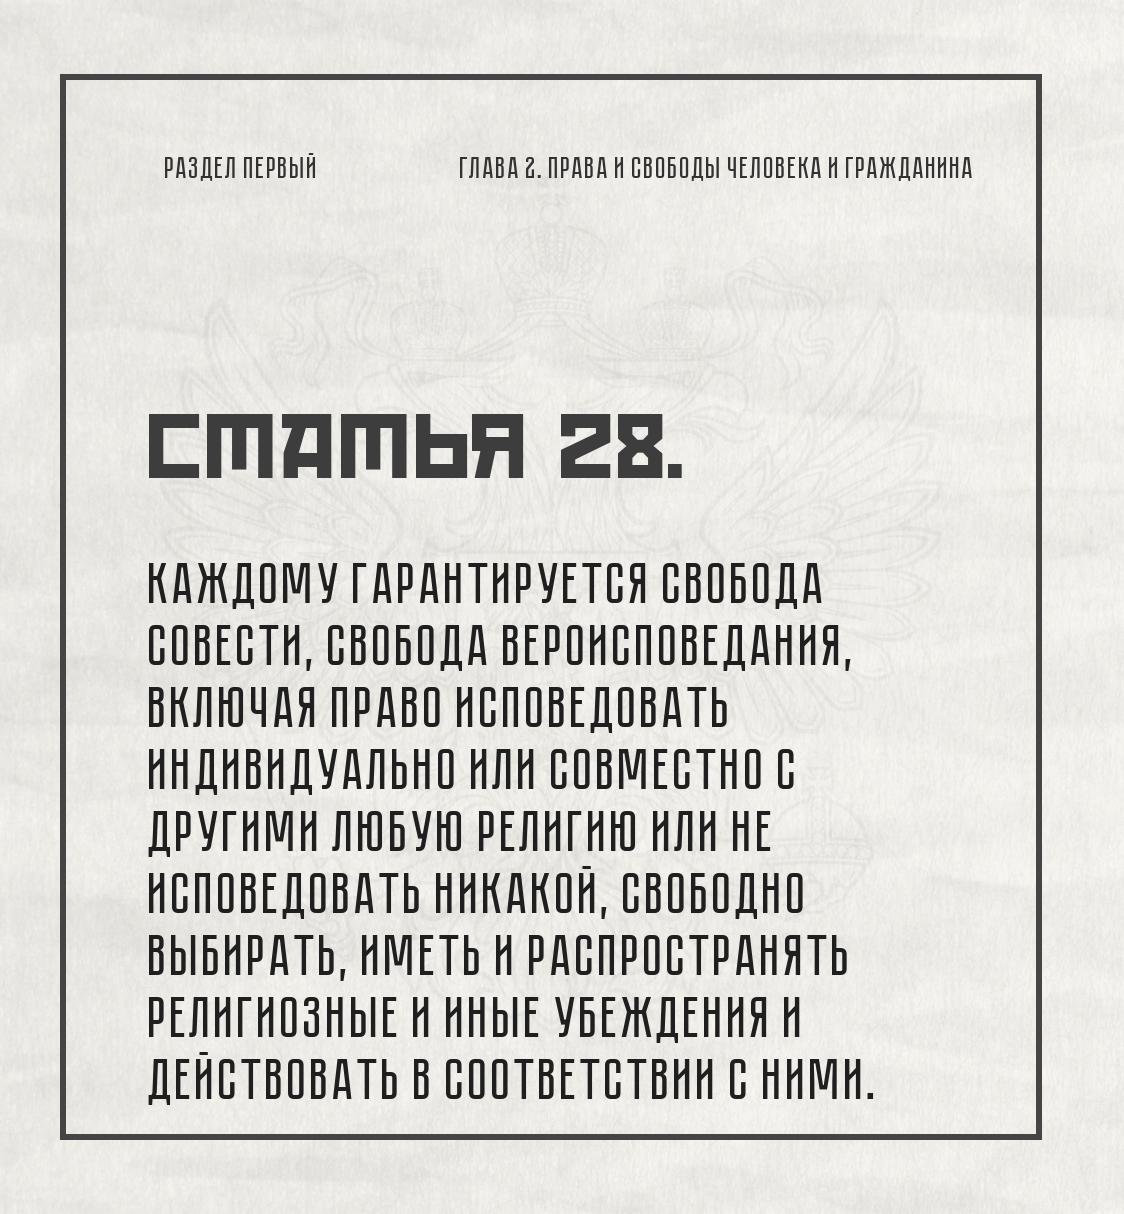 РАЗДЕЛ ПЕРВЫЙ
ГЛАВА 2. ПРАВА И СВОБОДЫ ЧЕЛОВЕКА И ГРАЖДАНИНА
СТАТЬЯ 28.
КАЖДОМУ ГАРАНТИРУЕТСЯ СВОБОДА
СОВЕСТИ, СВОБОДА ВЕРОИСПОВЕДАНИЯ,
ВКЛЮЧАЯ ПРАВО ИСПОВЕДОВАТЬ
ИНДИВИДУАЛЬНО ИЛИ СОВМЕСТНО С
ДРУГИМИ ЛЮБУЮ РЕЛИГИЮ ИЛИ НЕ
ИСПОВЕДОВАТЬ НИКАКОЙ, СВОБОДНО
ВЫБИРАТЬ, ИМЕТЬ И РАСПРОСТРАНЯТЬ
РЕЛИГИОЗНЫЕ И ИНЫЕ УБЕЖДЕНИЯ И
ДЕЙСТВОВАТЬ В СООТВЕТСТВИИ С НИМИ.